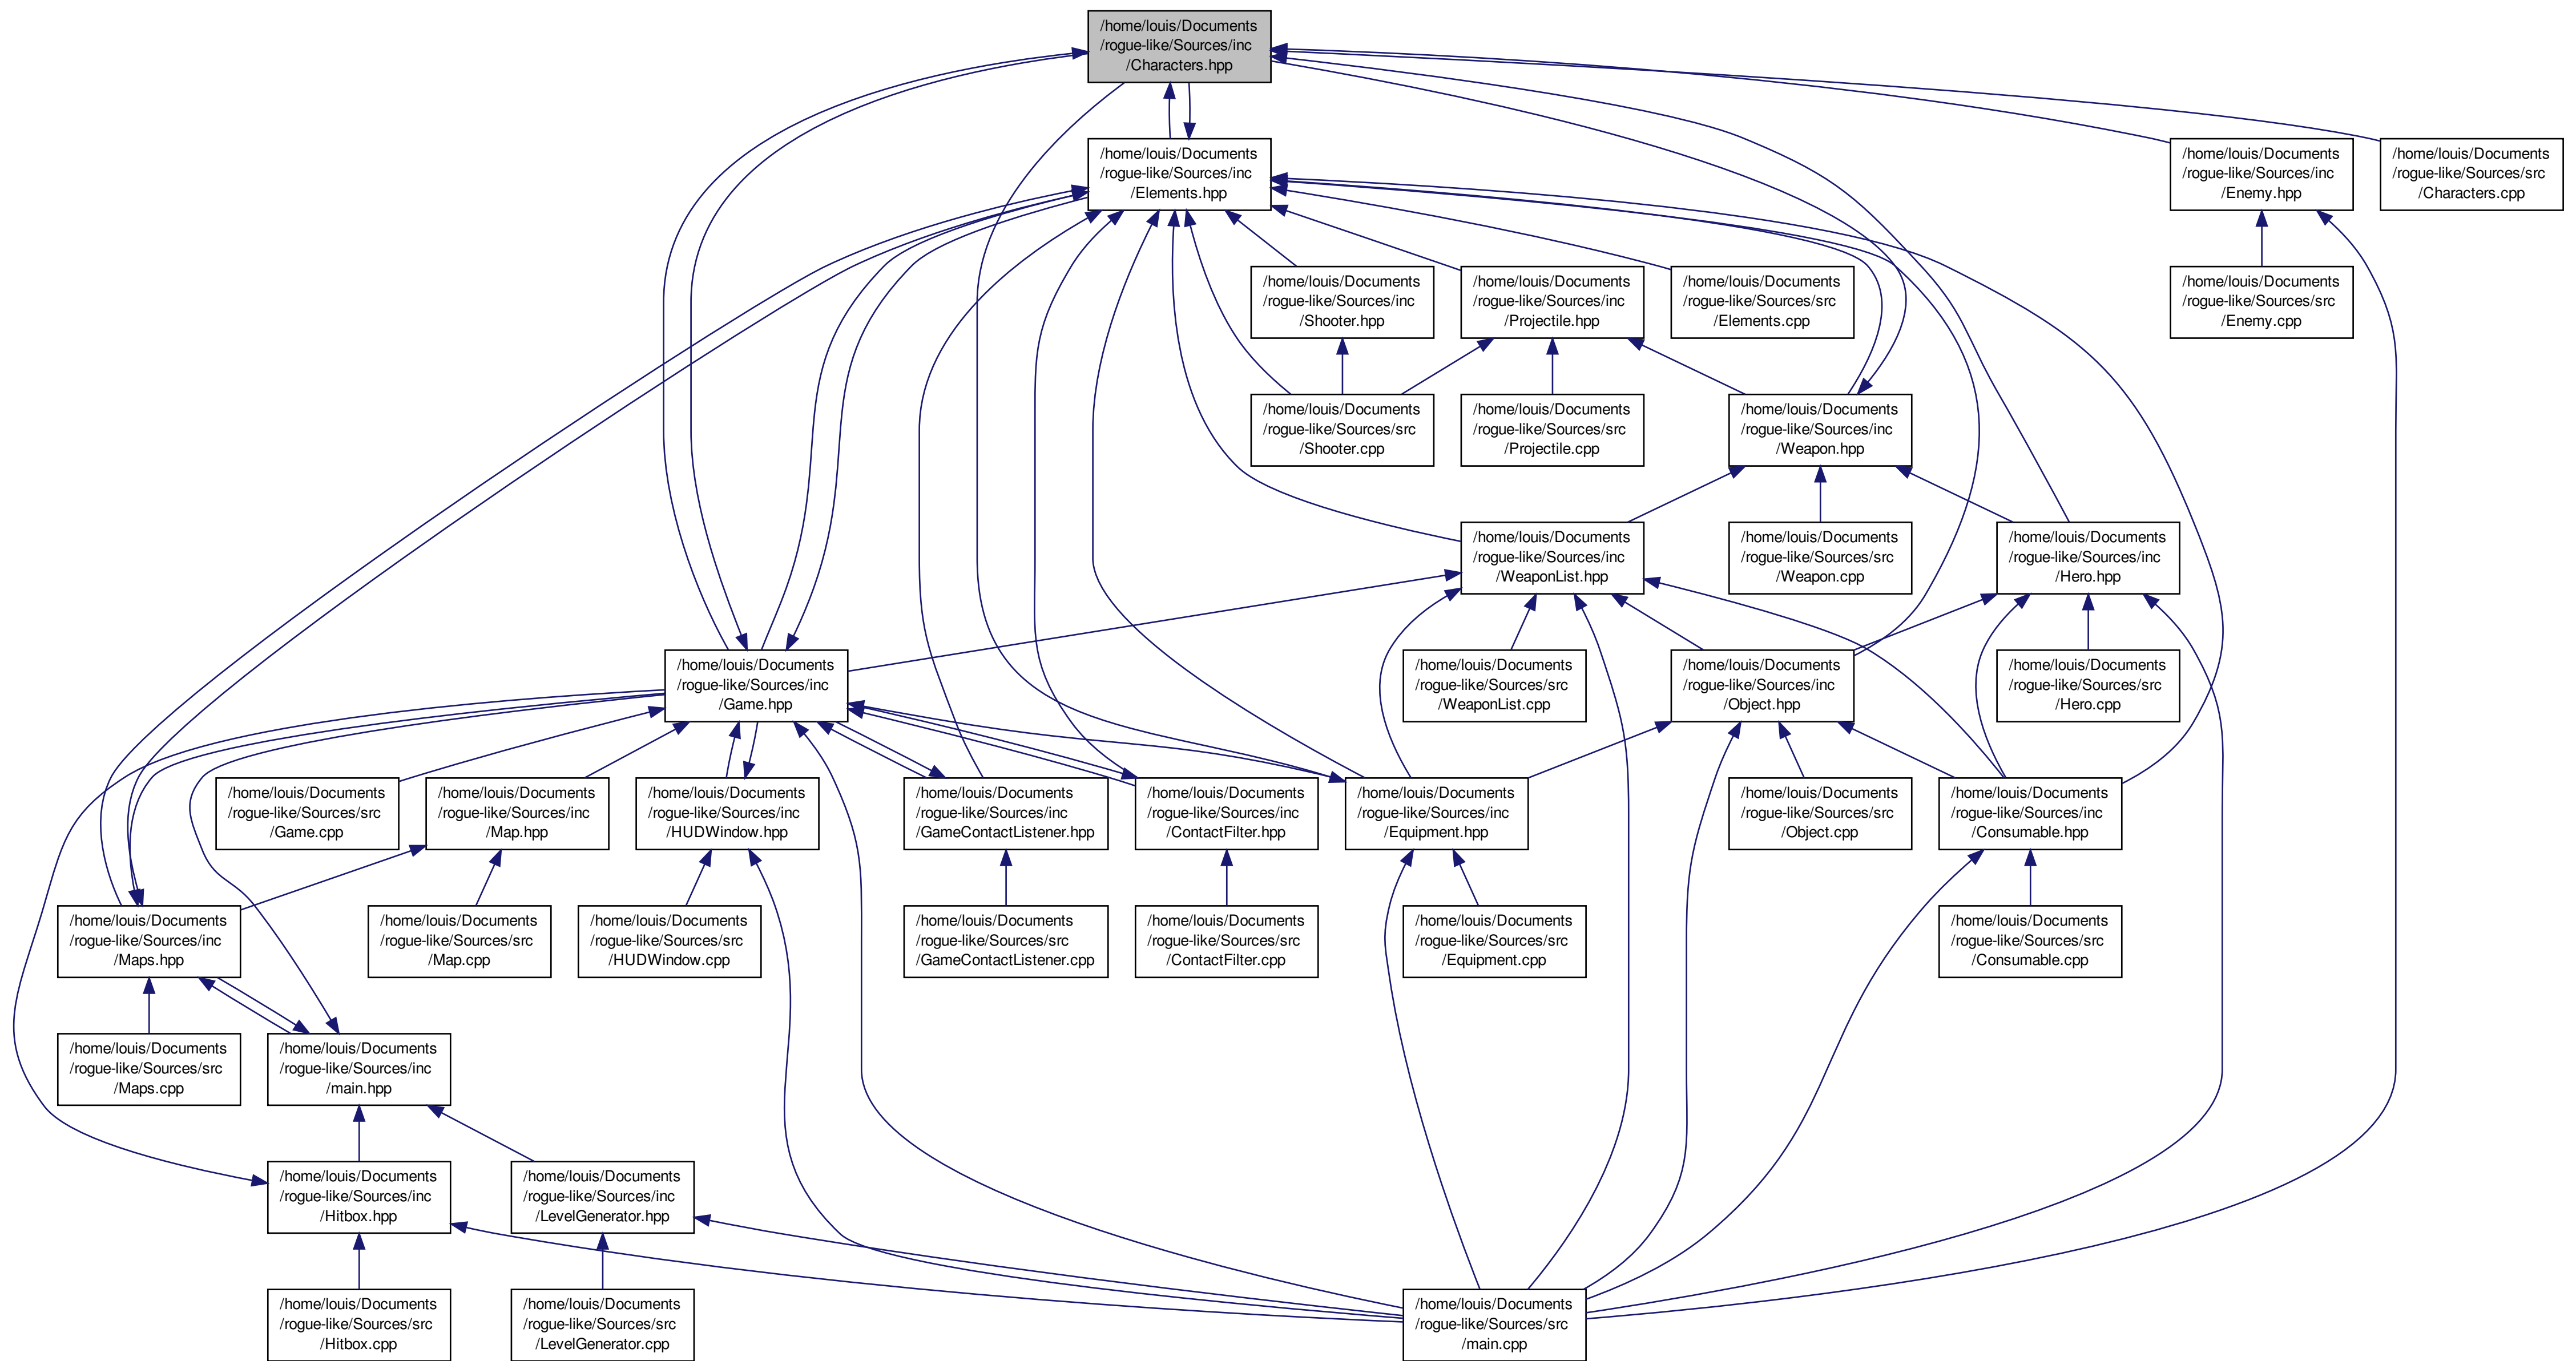 /home/louis/Documents
/rogue-like/Sources/inc
/Characters.hpp
/home/louis/Documents
/rogue-like/Sources/inc
/Elements.hpp
/home/louis/Documents
/rogue-like/Sources/inc
/Enemy.hpp
/home/louis/Documents
/rogue-like/Sources/src
/Characters.cpp
/home/louis/Documents
/rogue-like/Sources/inc
/Shooter.hpp
/home/louis/Documents
/rogue-like/Sources/inc
/Projectile.hpp
/home/louis/Documents
/rogue-like/Sources/src
/Elements.cpp
/home/louis/Documents
/rogue-like/Sources/src
/Enemy.cpp
/home/louis/Documents
/rogue-like/Sources/src
/Shooter.cpp
/home/louis/Documents
/rogue-like/Sources/src
/Projectile.cpp
/home/louis/Documents
/rogue-like/Sources/inc
/Weapon.hpp
/home/louis/Documents
/rogue-like/Sources/inc
/WeaponList.hpp
/home/louis/Documents
/rogue-like/Sources/src
/Weapon.cpp
/home/louis/Documents
/rogue-like/Sources/inc
/Hero.hpp
/home/louis/Documents
/rogue-like/Sources/inc
/Game.hpp
/home/louis/Documents
/rogue-like/Sources/src
/WeaponList.cpp
/home/louis/Documents
/rogue-like/Sources/inc
/Object.hpp
/home/louis/Documents
/rogue-like/Sources/src
/Hero.cpp
/home/louis/Documents
/rogue-like/Sources/src
/Game.cpp
/home/louis/Documents
/rogue-like/Sources/inc
/Map.hpp
/home/louis/Documents
/rogue-like/Sources/inc
/HUDWindow.hpp
/home/louis/Documents
/rogue-like/Sources/inc
/GameContactListener.hpp
/home/louis/Documents
/rogue-like/Sources/inc
/ContactFilter.hpp
/home/louis/Documents
/rogue-like/Sources/inc
/Equipment.hpp
/home/louis/Documents
/rogue-like/Sources/src
/Object.cpp
/home/louis/Documents
/rogue-like/Sources/inc
/Consumable.hpp
/home/louis/Documents
/rogue-like/Sources/inc
/Maps.hpp
/home/louis/Documents
/rogue-like/Sources/src
/Map.cpp
/home/louis/Documents
/rogue-like/Sources/src
/HUDWindow.cpp
/home/louis/Documents
/rogue-like/Sources/src
/GameContactListener.cpp
/home/louis/Documents
/rogue-like/Sources/src
/ContactFilter.cpp
/home/louis/Documents
/rogue-like/Sources/src
/Equipment.cpp
/home/louis/Documents
/rogue-like/Sources/src
/Consumable.cpp
/home/louis/Documents
/rogue-like/Sources/src
/Maps.cpp
/home/louis/Documents
/rogue-like/Sources/inc
/main.hpp
/home/louis/Documents
/rogue-like/Sources/inc
/Hitbox.hpp
/home/louis/Documents
/rogue-like/Sources/inc
/LevelGenerator.hpp
/home/louis/Documents
/rogue-like/Sources/src
/Hitbox.cpp
/home/louis/Documents
/rogue-like/Sources/src
/LevelGenerator.cpp
/home/louis/Documents
/rogue-like/Sources/src
/main.cpp